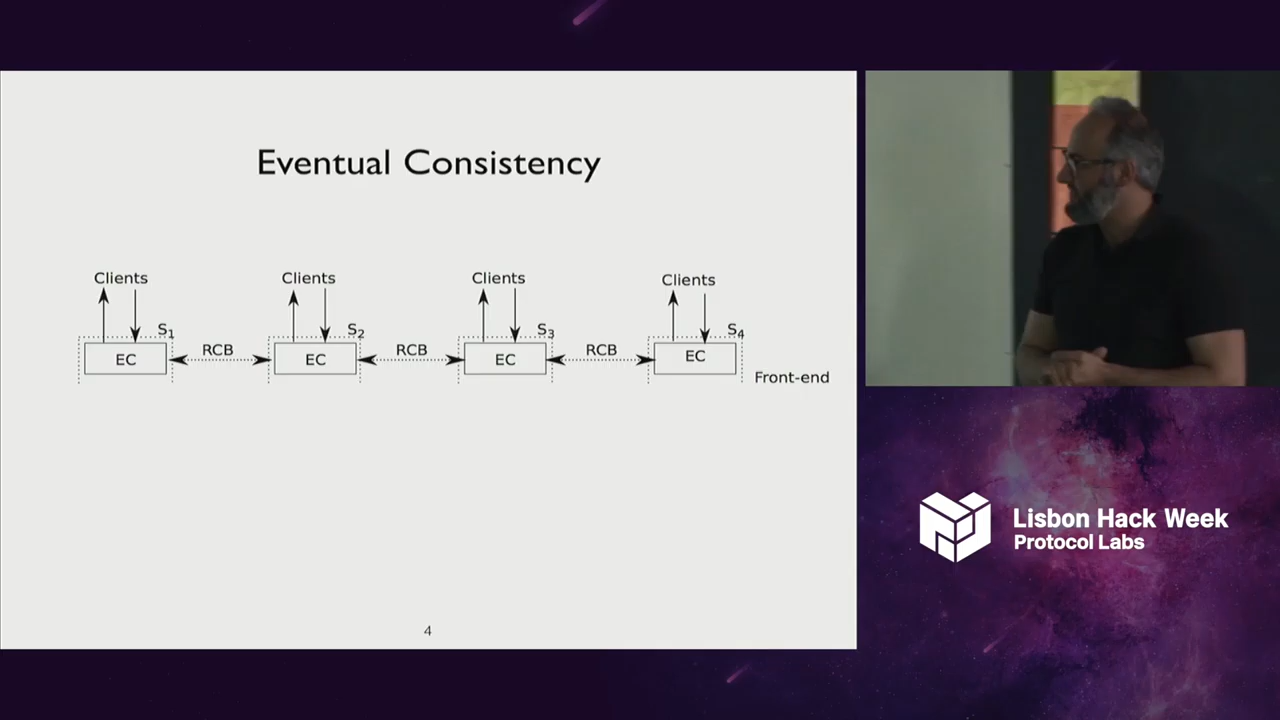 Eventual Consistency
Clients Clients Clients Clients
S1 S2 S3 S4
EC RCB EC RCB EC RCB EC
Front-end
4
Lisbon Hack Week
Protocol Labs